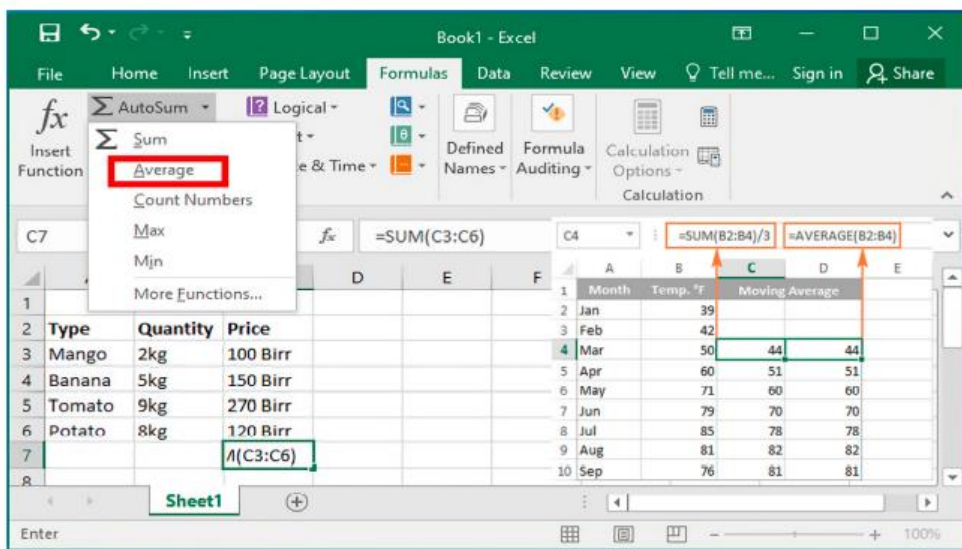 Book1 - Excel
File Home Insert Page Layout Formulas Data Review View Tell me... Sign in Share
fx
Insert Function
Σ AutoSum
Σ Sum
Average
Count Numbers
Max
Min
More Functions...
Logical
t
e & Time
Defined Names
Formula Auditing
Calculation Options
Calculation
C7 fx =SUM(C3:C6)
D E F
1
2 Type Quantity Price
3 Mango 2kg 100 Birr
4 Banana 5kg 150 Birr
5 Tomato 9kg 270 Birr
6 Potato 8kg 120 Birr
7 (C3:C6)
8
C4 =SUM(B2:B4)/3 =AVERAGE(B2:B4)
A B C D E
1 Month Temp. °F Moving Average
2 Jan 39
3 Feb 42
4 Mar 50 44 44
5 Apr 60 51 51
6 May 71 60 60
7 Jun 79 70 70
8 Jul 85 78 78
9 Aug 81 82 82
10 Sep 76 81 81
Sheet1
Enter 100%